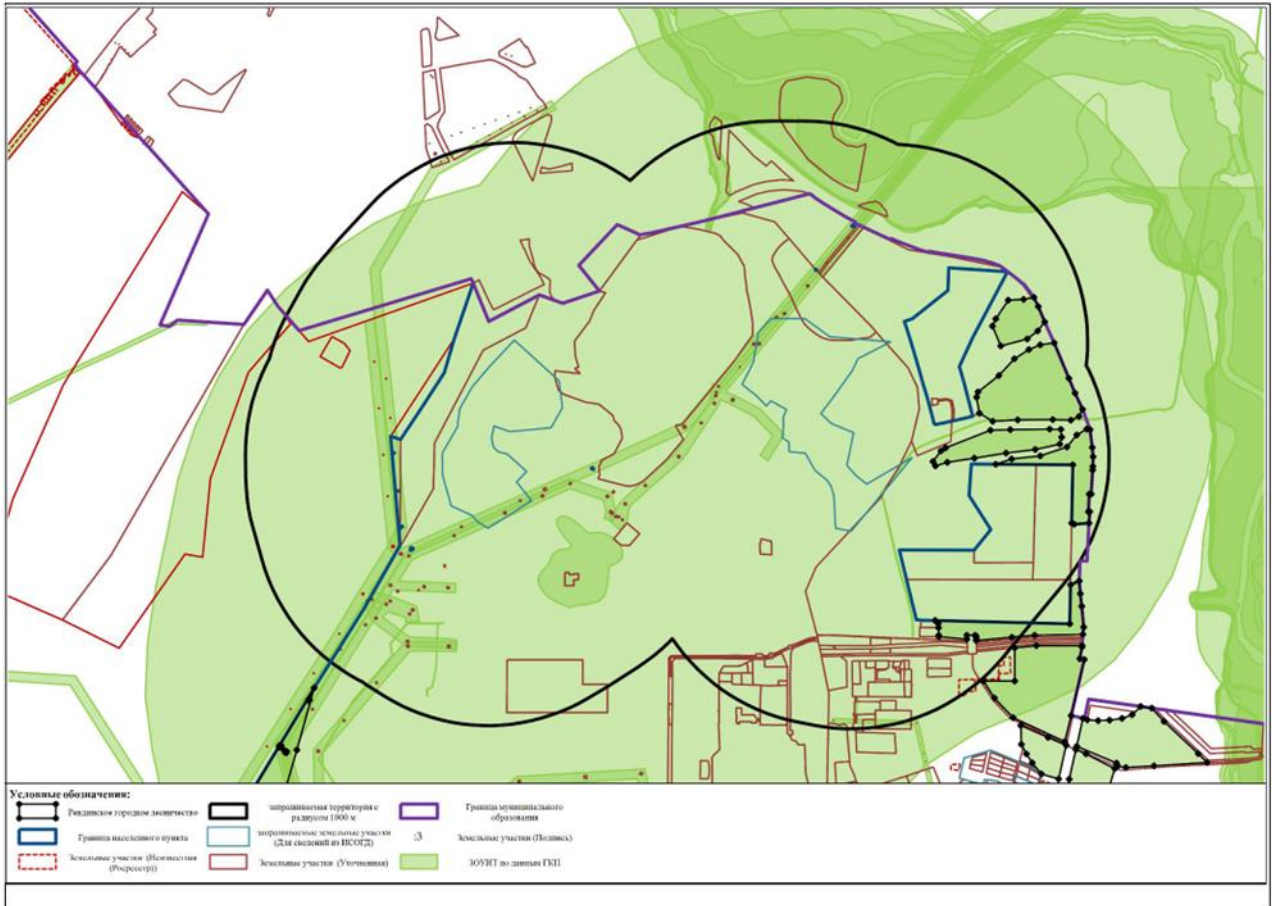 Условные обозначения:
Ревдинское городское лесничество
запрашиваемая территория с
радиусом 1000 м
Граница муниципального
образования
Граница населенного пункта
запрашиваемые земельные участки
(Для сведений из ИСОГД)
:3
Земельные участки (Подпись)
Земельные участки (Неизвестная
(Росреестр))
Земельные участки (Уточненная)
ЗОУИТ по данным ГКН